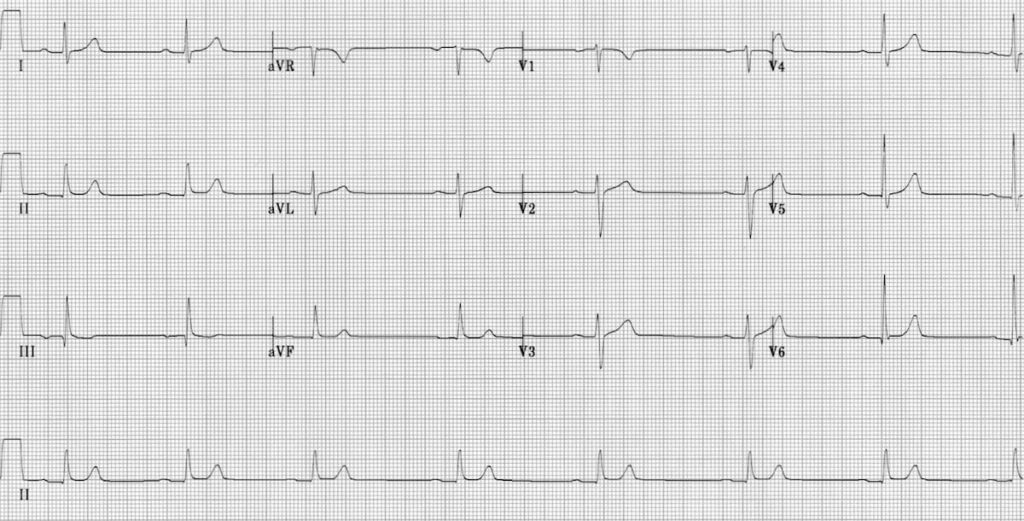 I aVR V1 V4
II aVL V2 V5
III aVF V3 V6
II